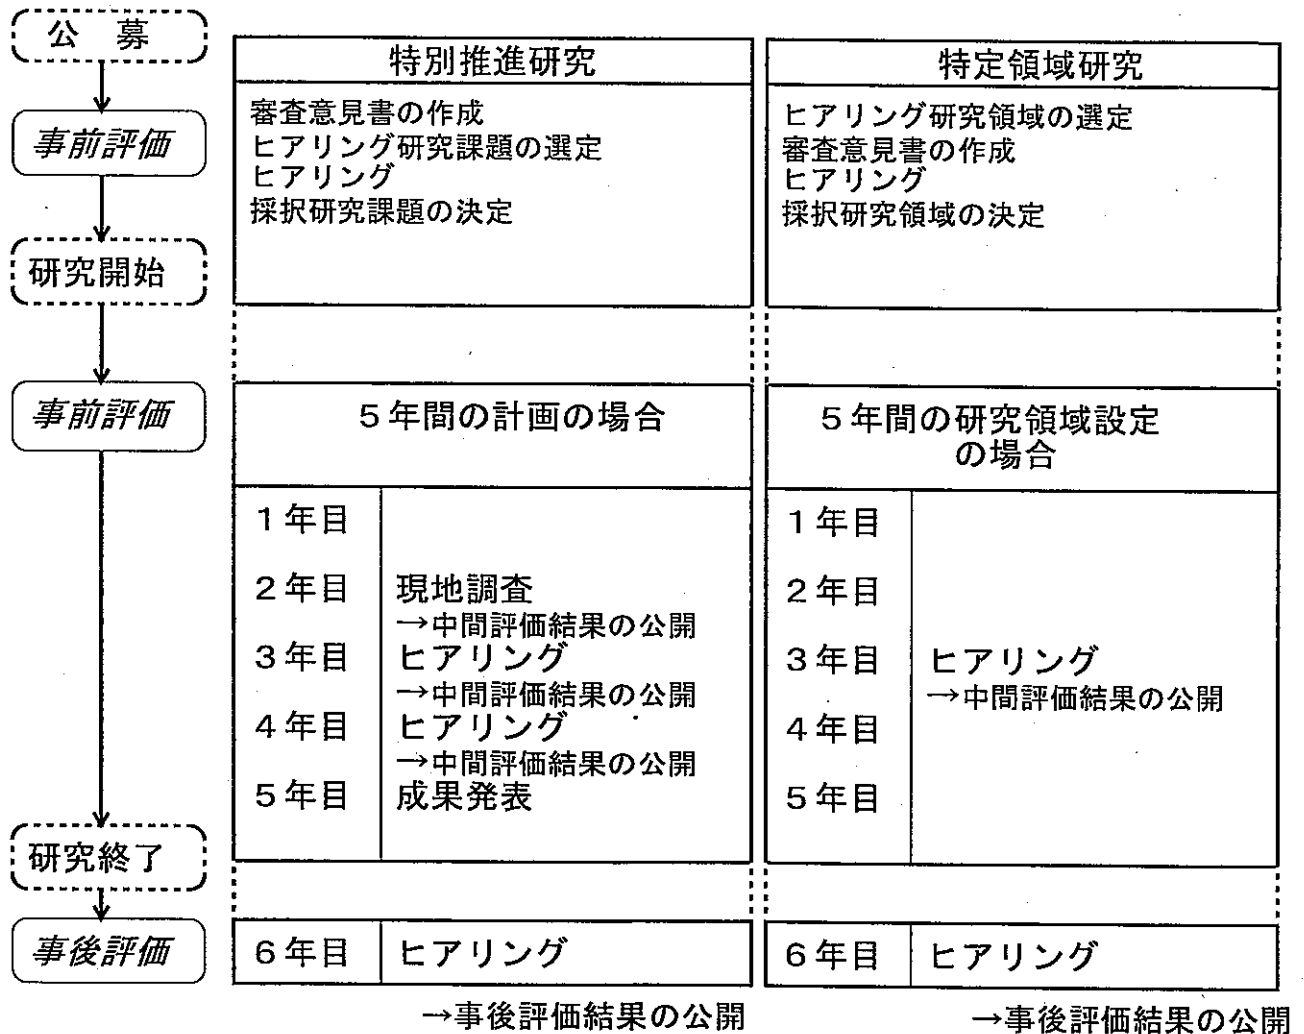 公 募
事前評価
研究開始
事前評価
研究終了
事後評価
特別推進研究
審査意見書の作成
ヒアリング研究課題の選定
ヒアリング
採択研究課題の決定
5年間の計画の場合
1年目
2年目 現地調査
→中間評価結果の公開
3年目 ヒアリング
→中間評価結果の公開
4年目 ヒアリング
→中間評価結果の公開
5年目 成果発表
6年目 ヒアリング
→事後評価結果の公開
特定領域研究
ヒアリング研究領域の選定
審査意見書の作成
ヒアリング
採択研究領域の決定
5年間の研究領域設定
の場合
1年目
2年目
3年目 ヒアリング
→中間評価結果の公開
4年目
5年目
6年目 ヒアリング
→事後評価結果の公開